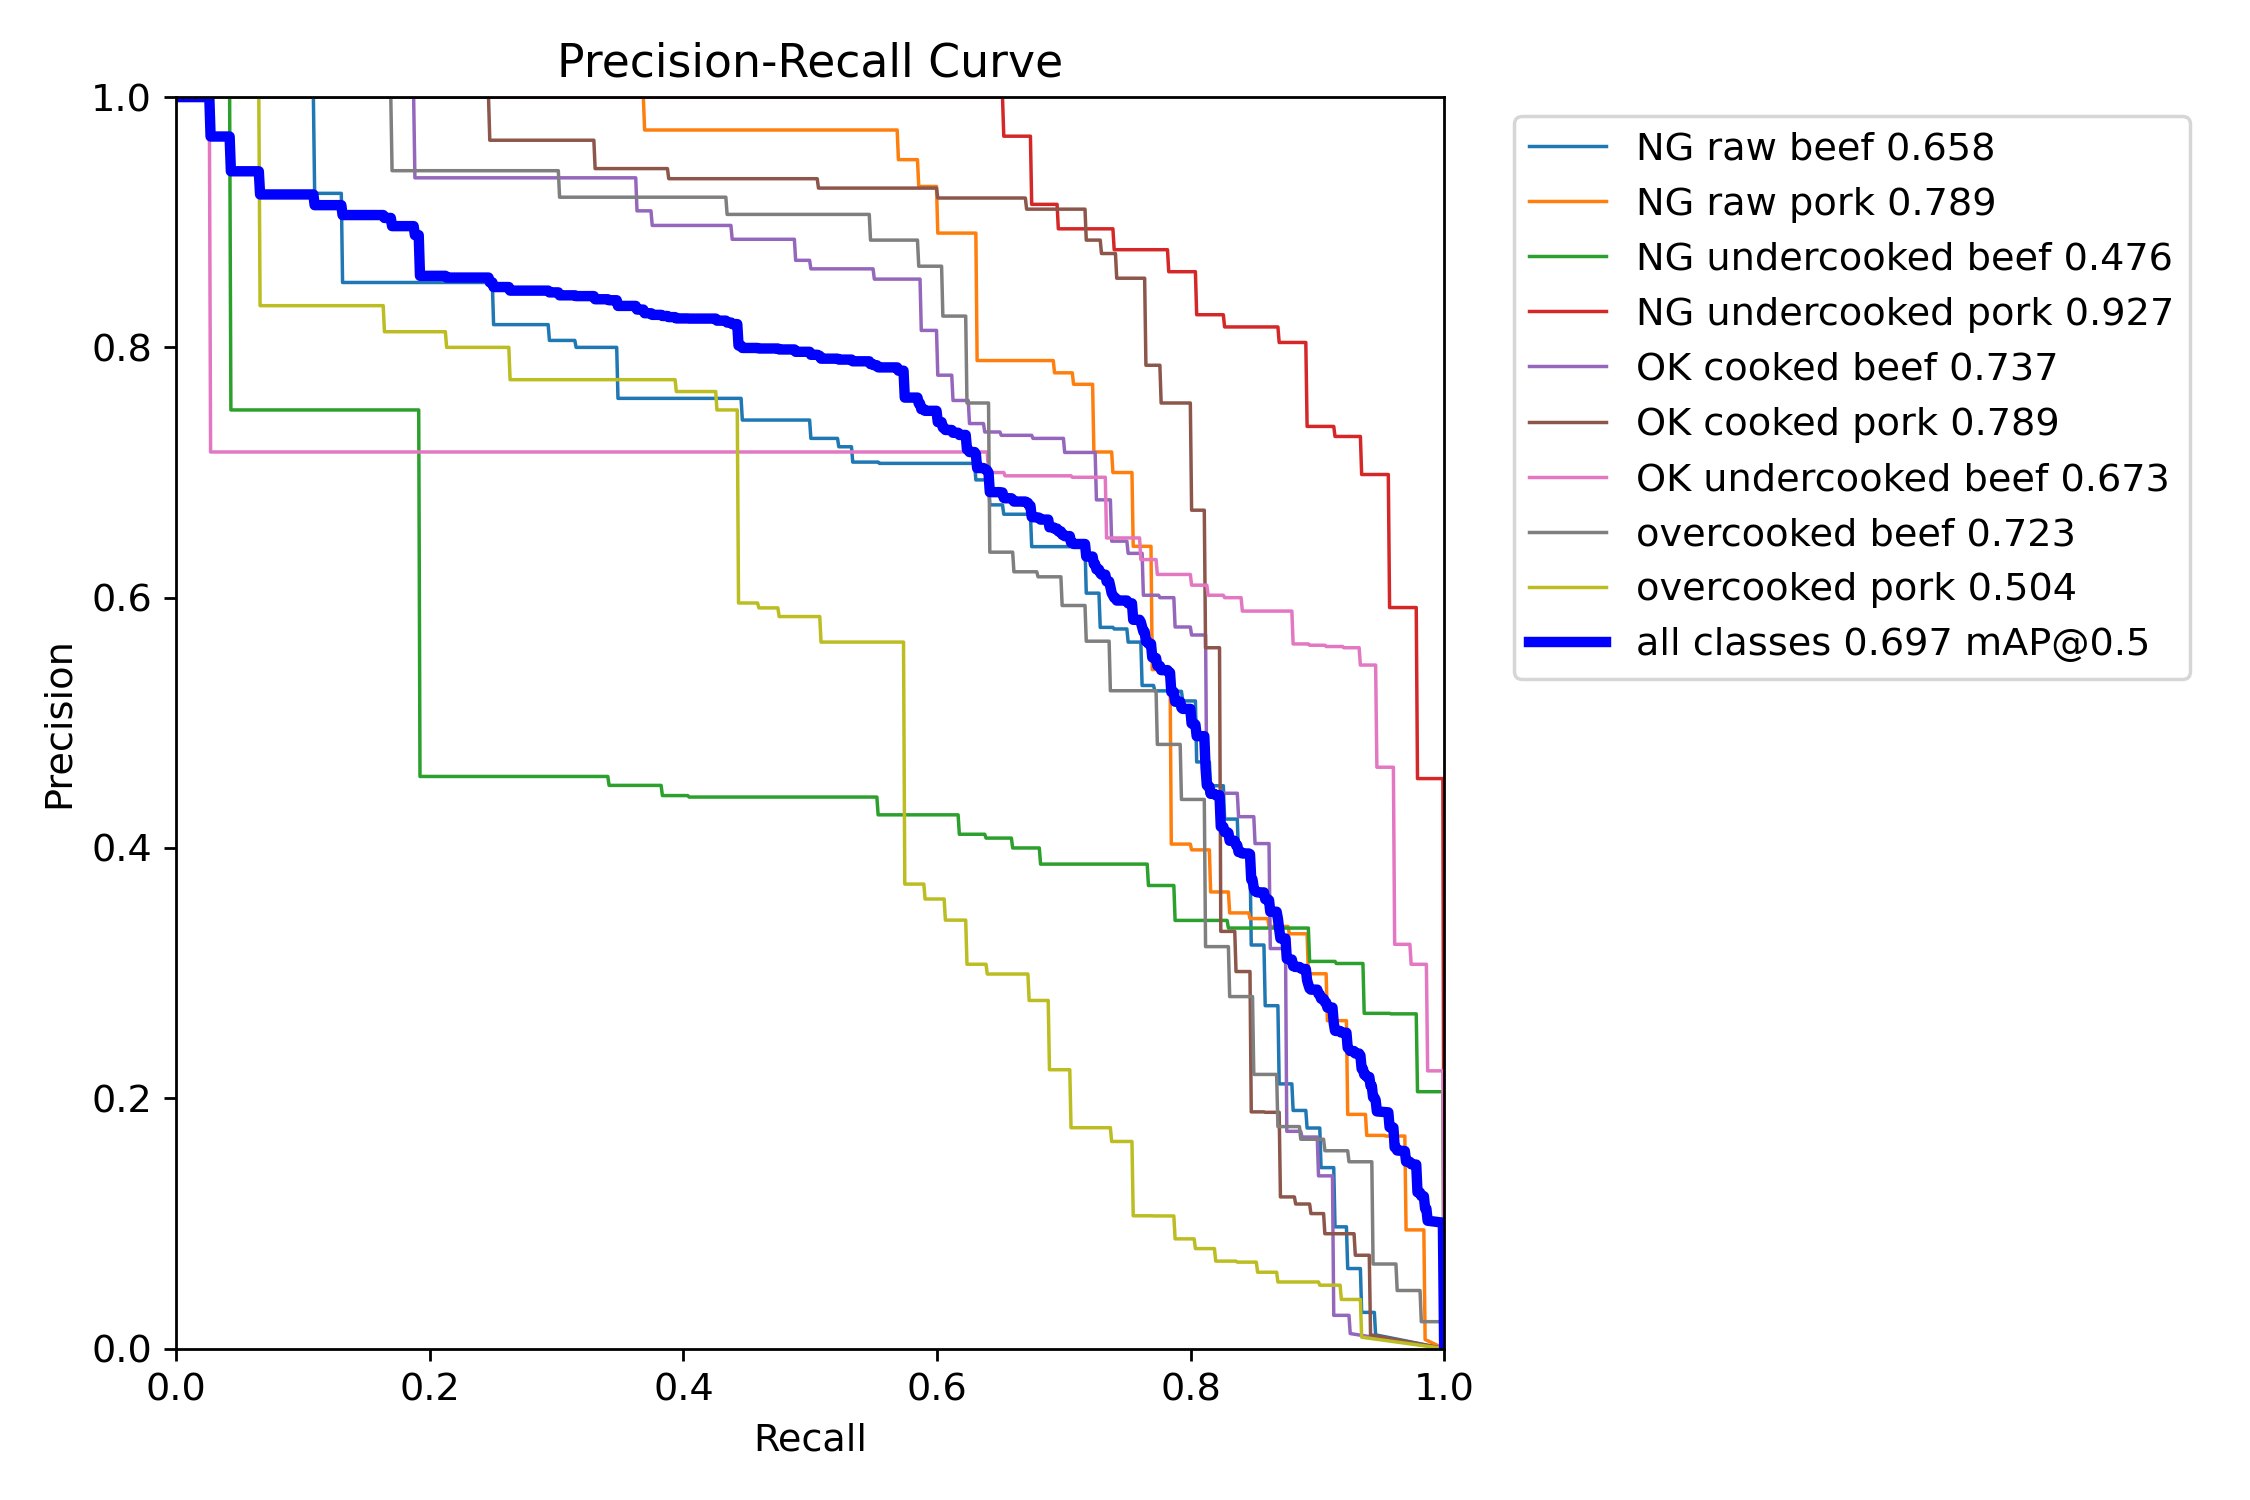 Precision-Recall Curve
1.0
0.8
0.6
0.4
0.2
0.0
Precision
0.0 0.2 0.4 0.6 0.8 1.0
Recall
NG raw beef 0.658
NG raw pork 0.789
NG undercooked beef 0.476
NG undercooked pork 0.927
OK cooked beef 0.737
OK cooked pork 0.789
OK undercooked beef 0.673
overcooked beef 0.723
overcooked pork 0.504
all classes 0.697 mAP@0.5